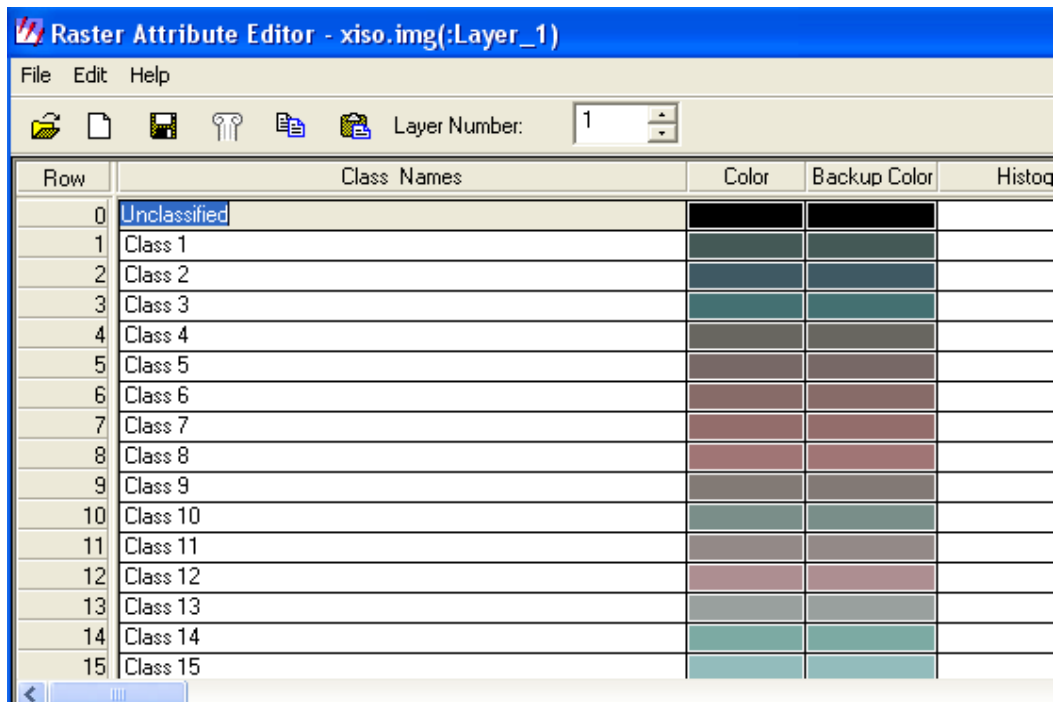 Raster Attribute Editor - xiso.img(:Layer_1)
File Edit Help
Layer Number: 1
Row Class Names Color Backup Color Histog
0 Unclassified
1 Class 1
2 Class 2
3 Class 3
4 Class 4
5 Class 5
6 Class 6
7 Class 7
8 Class 8
9 Class 9
10 Class 10
11 Class 11
12 Class 12
13 Class 13
14 Class 14
15 Class 15